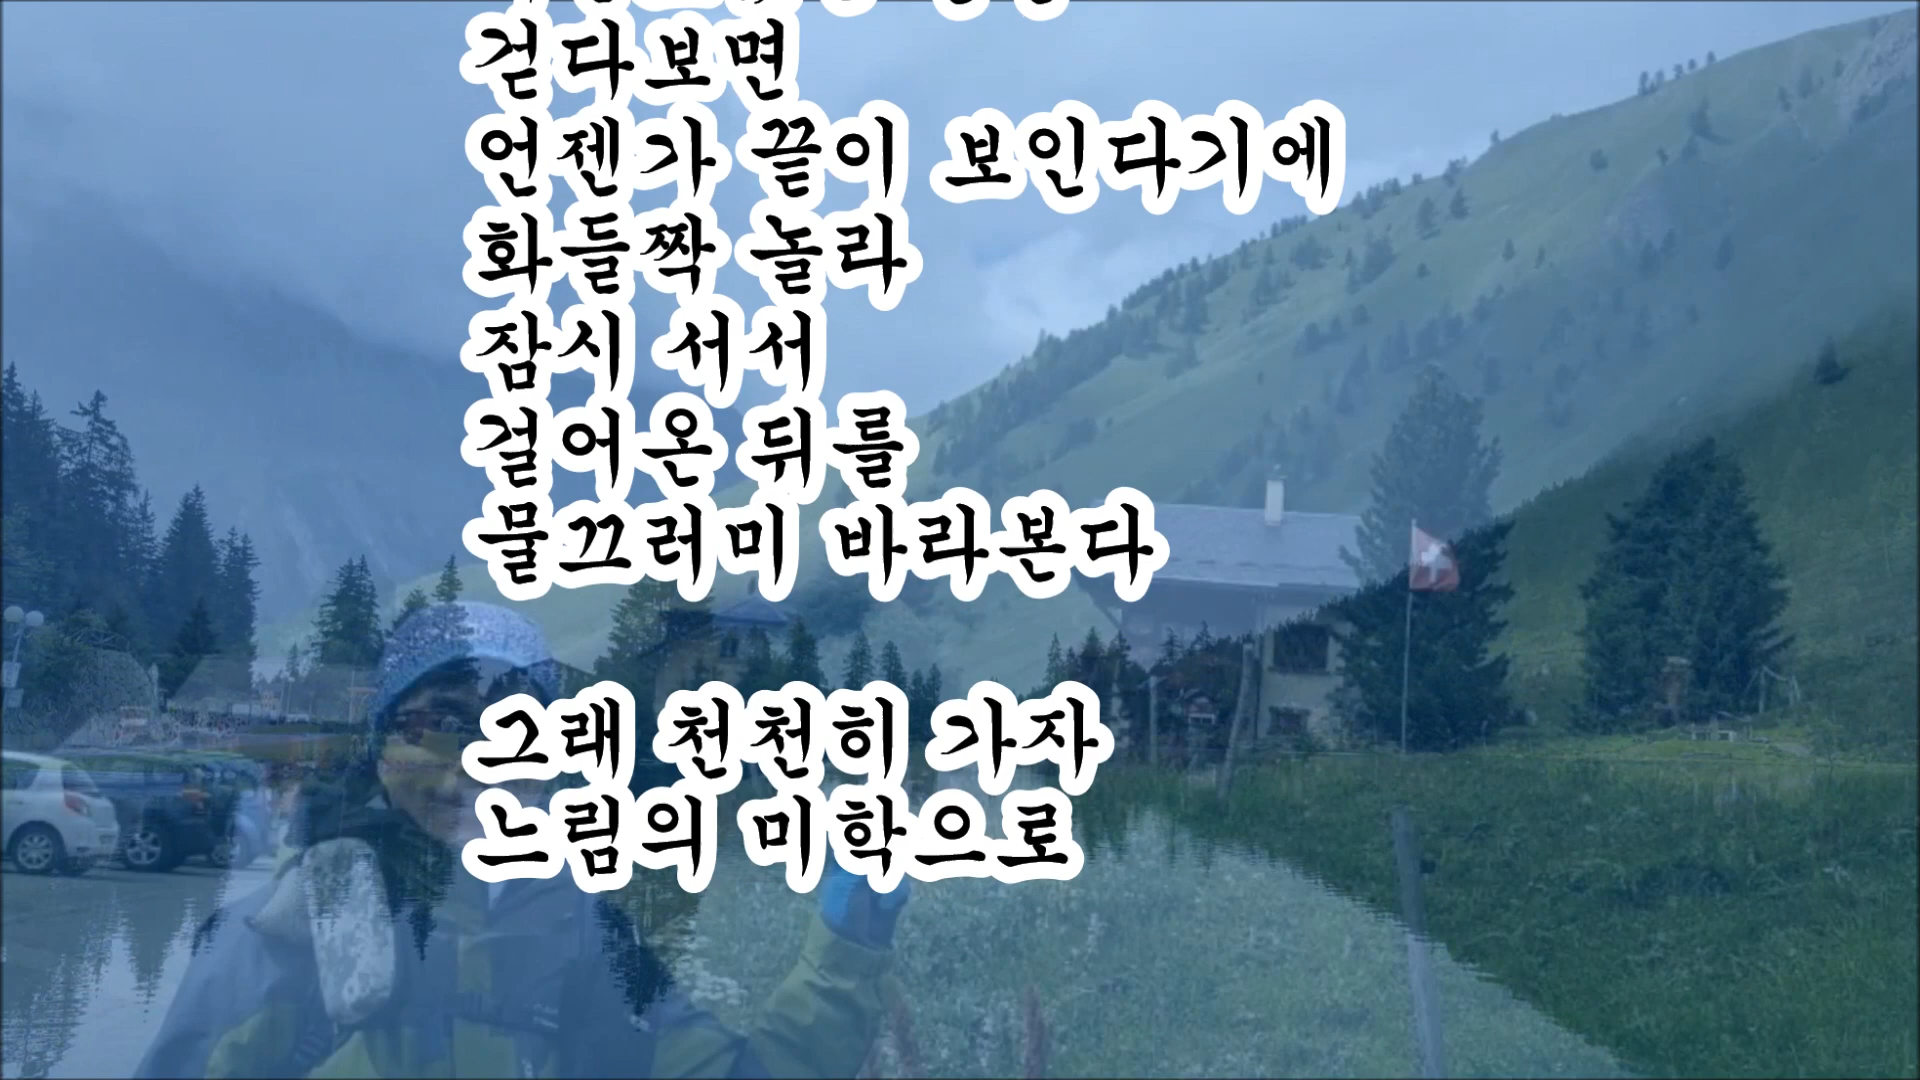 걷다보면
언젠가 끝이 보인다기에
화들짝 놀라
잠시 서서
걸어온 뒤를
물끄러미 바라본다
그래 천천히 가자
느림의 미학으로